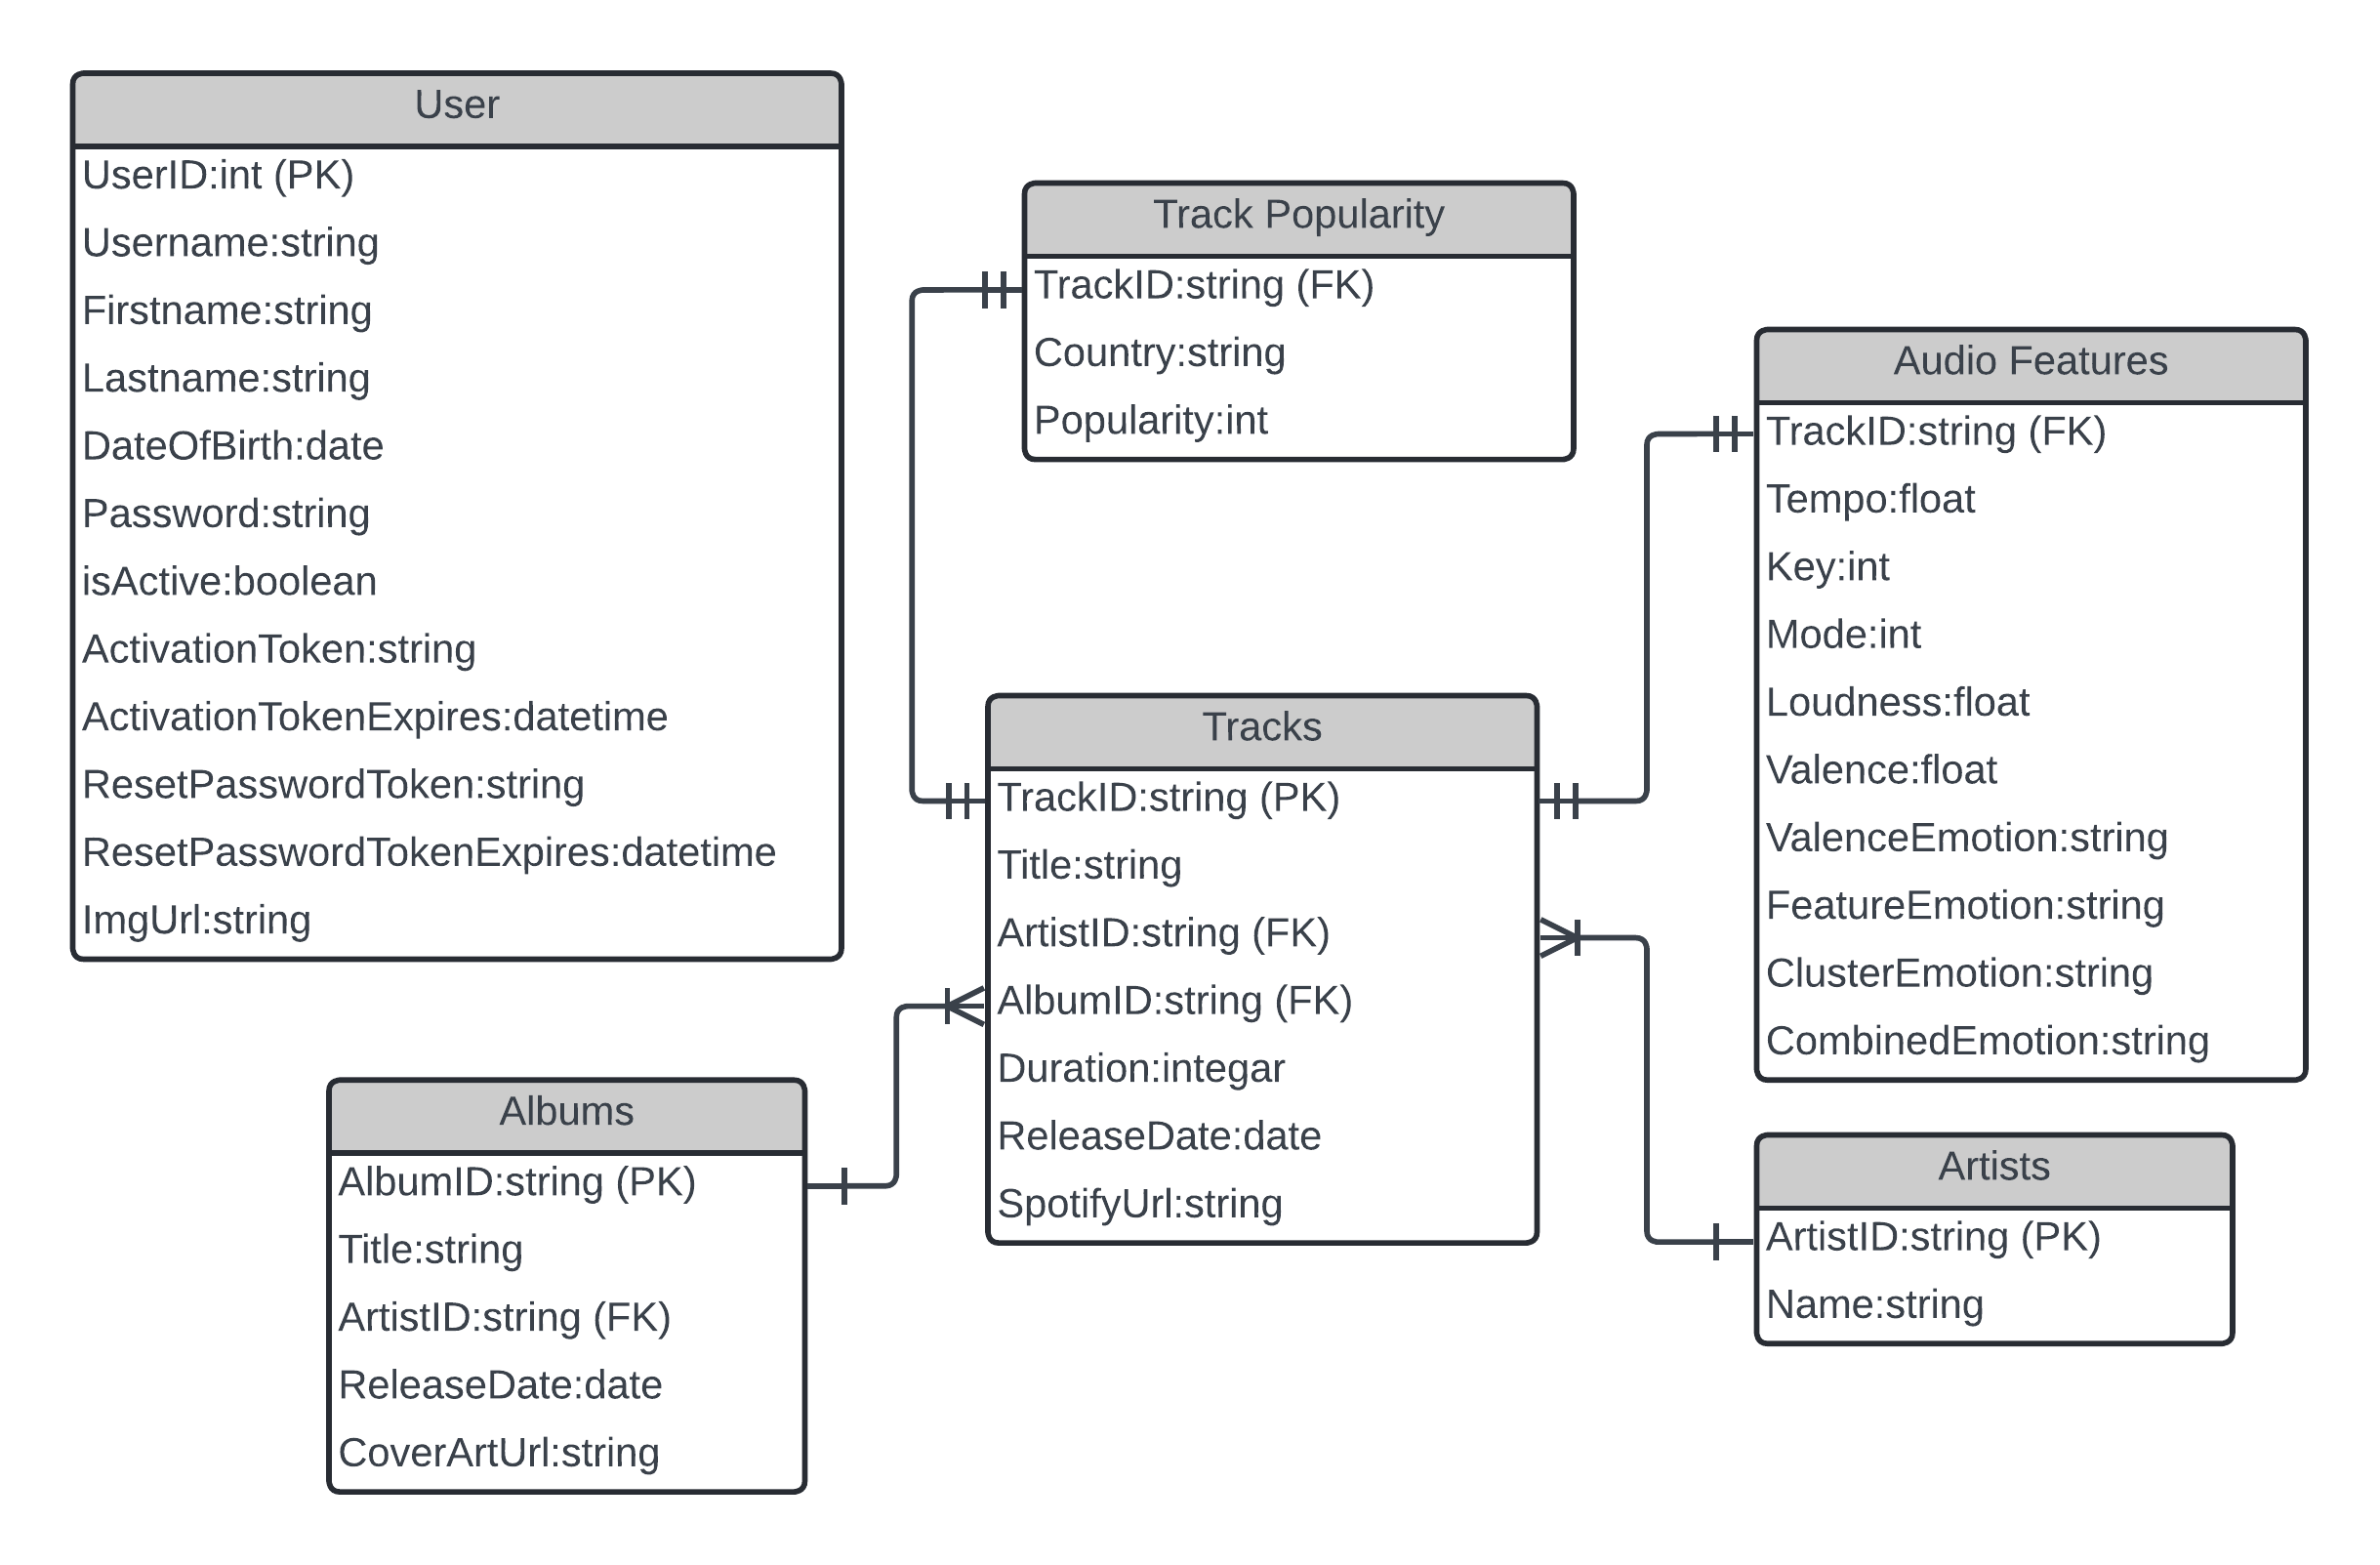 User
UserID:int (PK)
Username:string
Firstname:string
Lastname:string
DateOfBirth:date
Password:string
isActive:boolean
ActivationToken:string
ActivationTokenExpires:datetime
ResetPasswordToken:string
ResetPasswordTokenExpires:datetime
ImgUrl:string
Track Popularity
TrackID:string (FK)
Country:string
Popularity:int
Audio Features
TrackID:string (FK)
Tempo:float
Key:int
Mode:int
Loudness:float
Valence:float
ValenceEmotion:string
FeatureEmotion:string
ClusterEmotion:string
CombinedEmotion:string
Tracks
TrackID:string (PK)
Title:string
ArtistID:string (FK)
AlbumID:string (FK)
Duration:integar
ReleaseDate:date
SpotifyUrl:string
Albums
AlbumID:string (PK)
Title:string
ArtistID:string (FK)
ReleaseDate:date
CoverArtUrl:string
Artists
ArtistID:string (PK)
Name:string